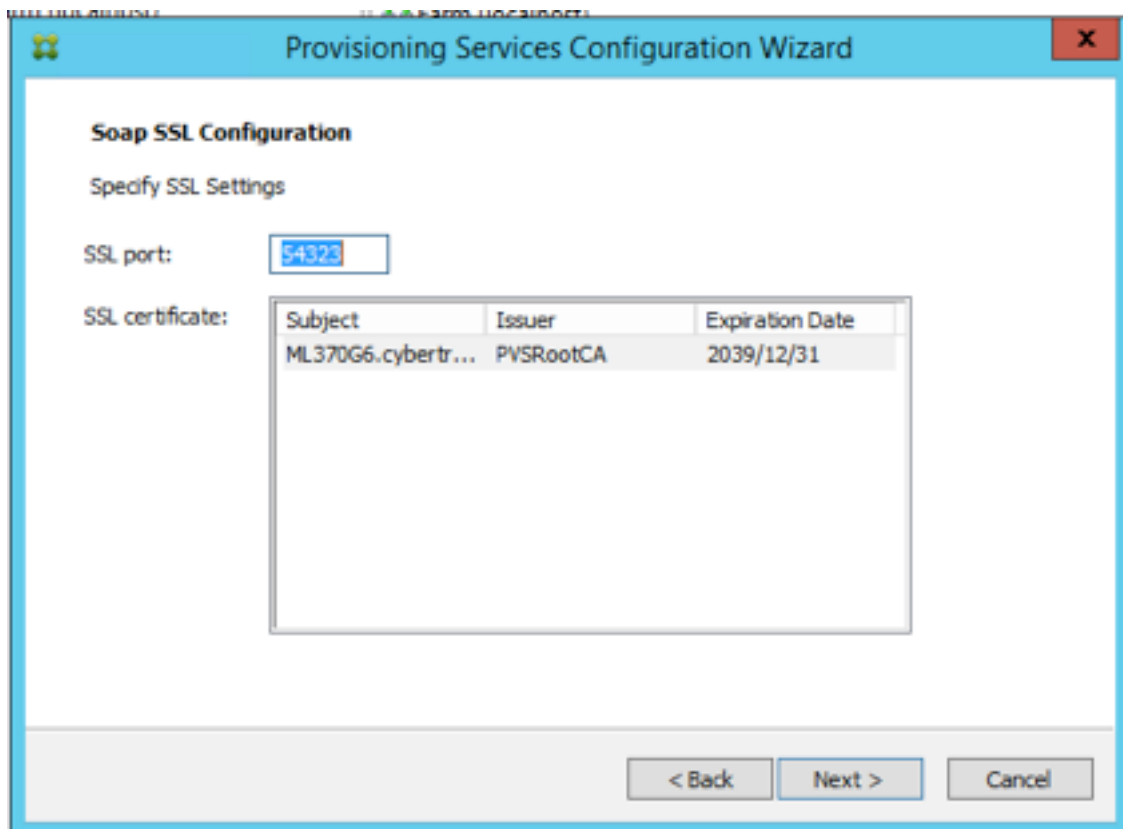 Provisioning Services Configuration Wizard
x
Soap SSL Configuration
Specify SSL Settings
SSL port: 54323
SSL certificate: Subject Issuer Expiration Date
ML370G6.cybertr... PVSRootCA 2039/12/31
< Back Next > Cancel